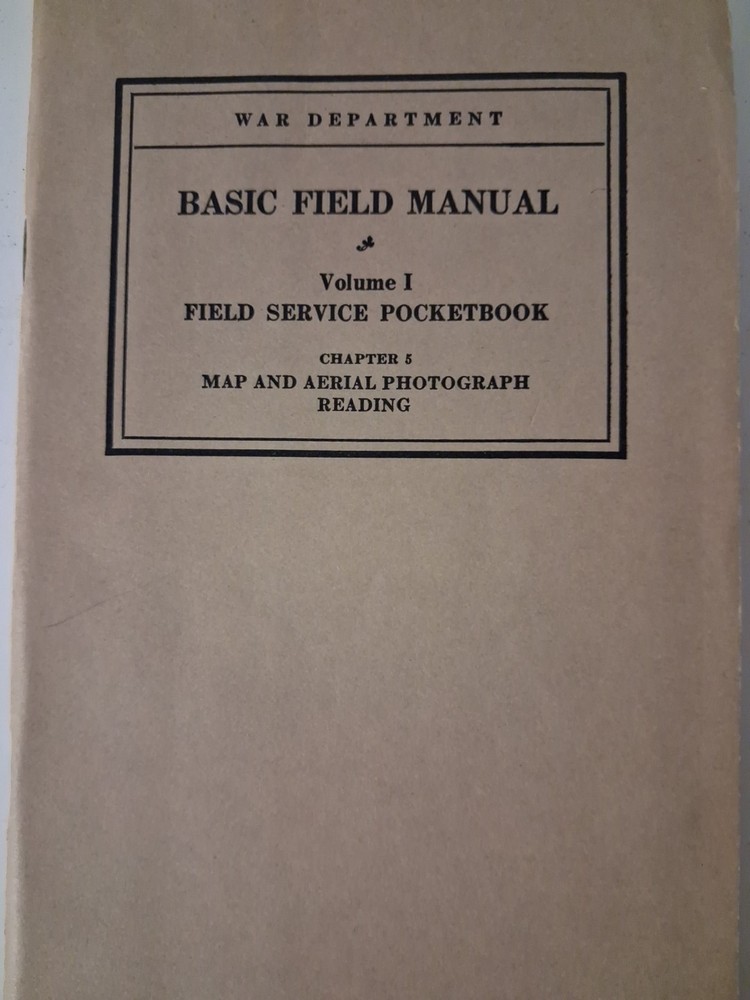 WAR DEPARTMENT
BASIC FIELD MANUAL
Volume I
FIELD SERVICE POCKETBOOK
CHAPTER 5
MAP AND AERIAL PHOTOGRAPH
READING